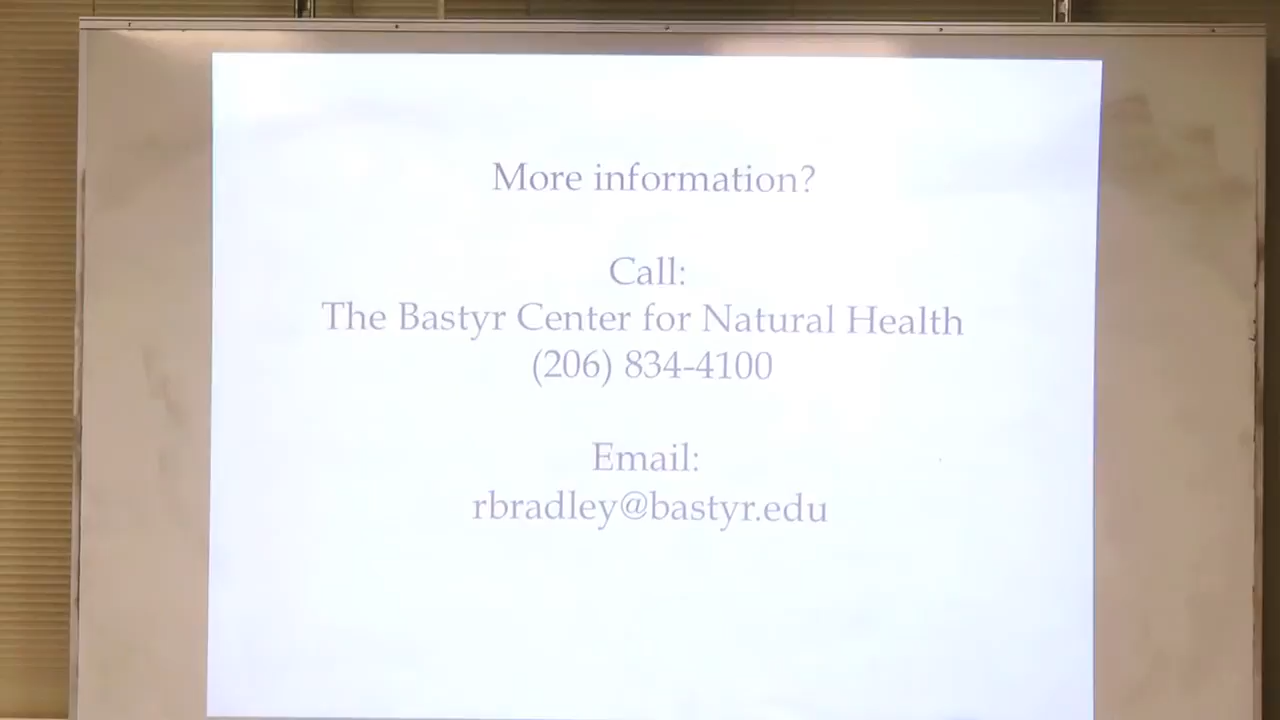 More information?
Call:
The Bastyr Center for Natural Health
(206) 834-4100
Email:
rbradley@bastyr.edu